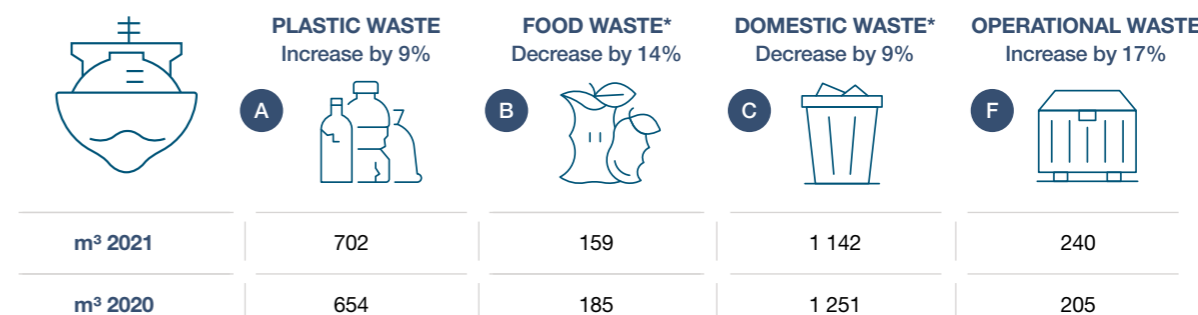 PLASTIC WASTE FOOD WASTE* DOMESTIC WASTE* OPERATIONAL WASTE
Increase by 9% Decrease by 14% Decrease by 9% Increase by 17%
A B C F
m³ 2021 702 159 1 142 240
m³ 2020 654 185 1 251 205